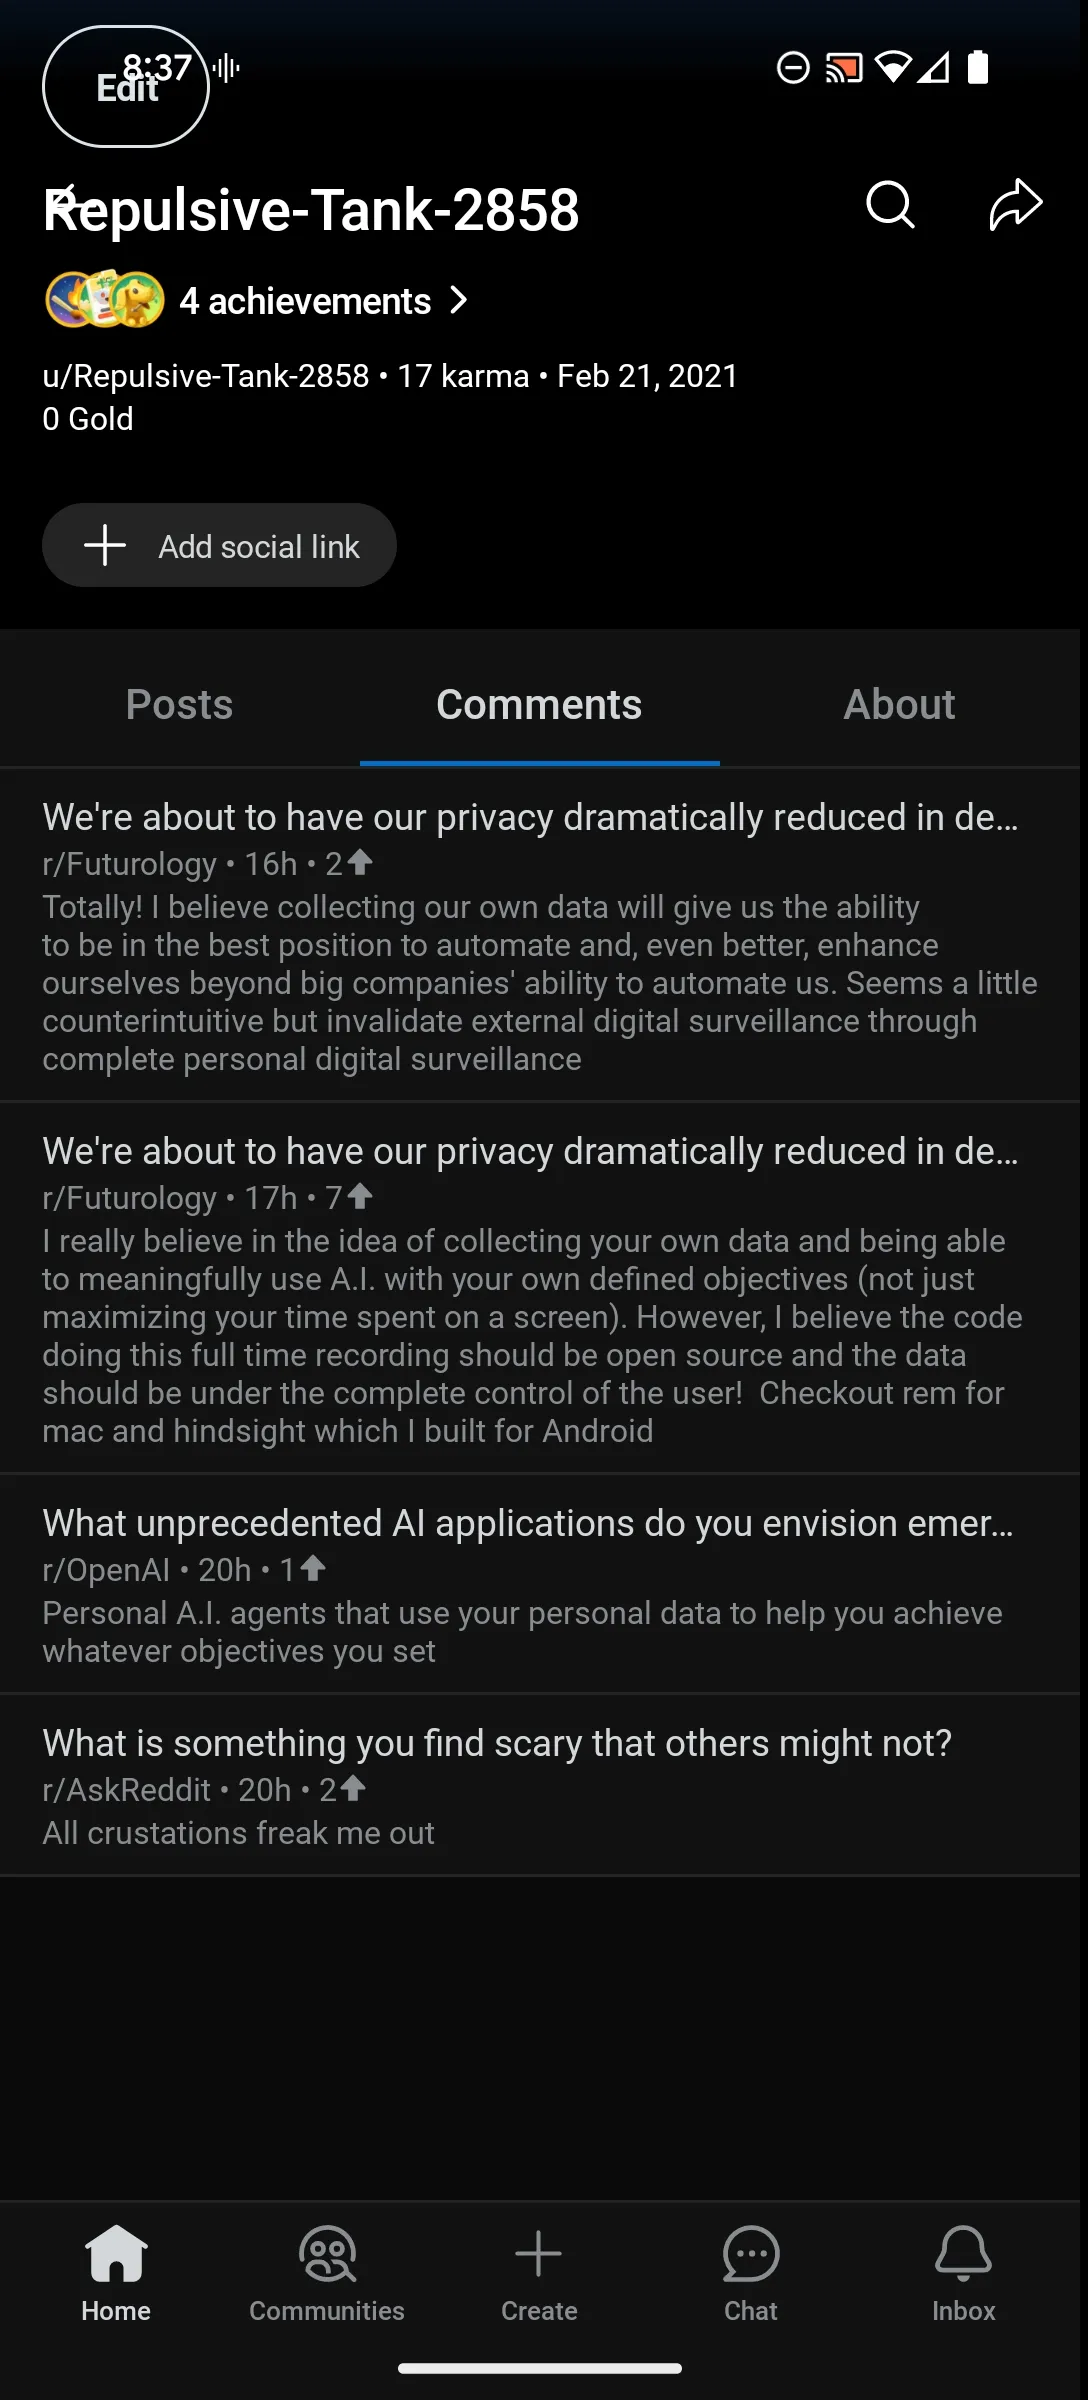 8:37
Edit
Repulsive-Tank-2858
4 achievements
u/Repulsive-Tank-2858 • 17 karma • Feb 21, 2021
0 Gold
Add social link
Posts Comments About
We're about to have our privacy dramatically reduced in de...
r/Futurology • 16h • 2
Totally! I believe collecting our own data will give us the ability
to be in the best position to automate and, even better, enhance
ourselves beyond big companies' ability to automate us. Seems a little
counterintuitive but invalidate external digital surveillance through
complete personal digital surveillance
We're about to have our privacy dramatically reduced in de...
r/Futurology • 17h • 7
I really believe in the idea of collecting your own data and being able
to meaningfully use A.I. with your own defined objectives (not just
maximizing your time spent on a screen). However, I believe the code
doing this full time recording should be open source and the data
should be under the complete control of the user!  Checkout rem for
mac and hindsight which I built for Android
What unprecedented AI applications do you envision emer...
r/OpenAI • 20h • 1
Personal A.I. agents that use your personal data to help you achieve
whatever objectives you set
What is something you find scary that others might not?
r/AskReddit • 20h • 2
All crustations freak me out
Home Communities Create Chat Inbox